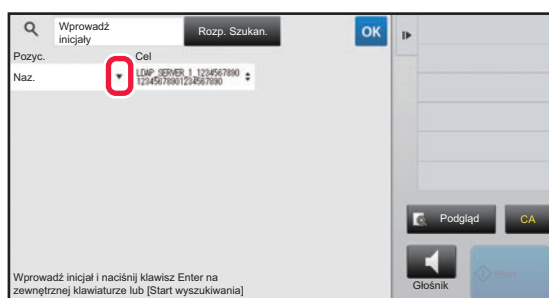 Wprowadź
inicjały
Rozp. Szukan.
OK
Pozyc.
Cel
Naz.
LDAP_SERVER_1_1234567890
12345678901234567890
Podgląd
CA
Głośnik
Start
Wprowadź inicjał i naciśnij klawisz Enter na
zewnętrznej klawiaturze lub [Start wyszukiwania]